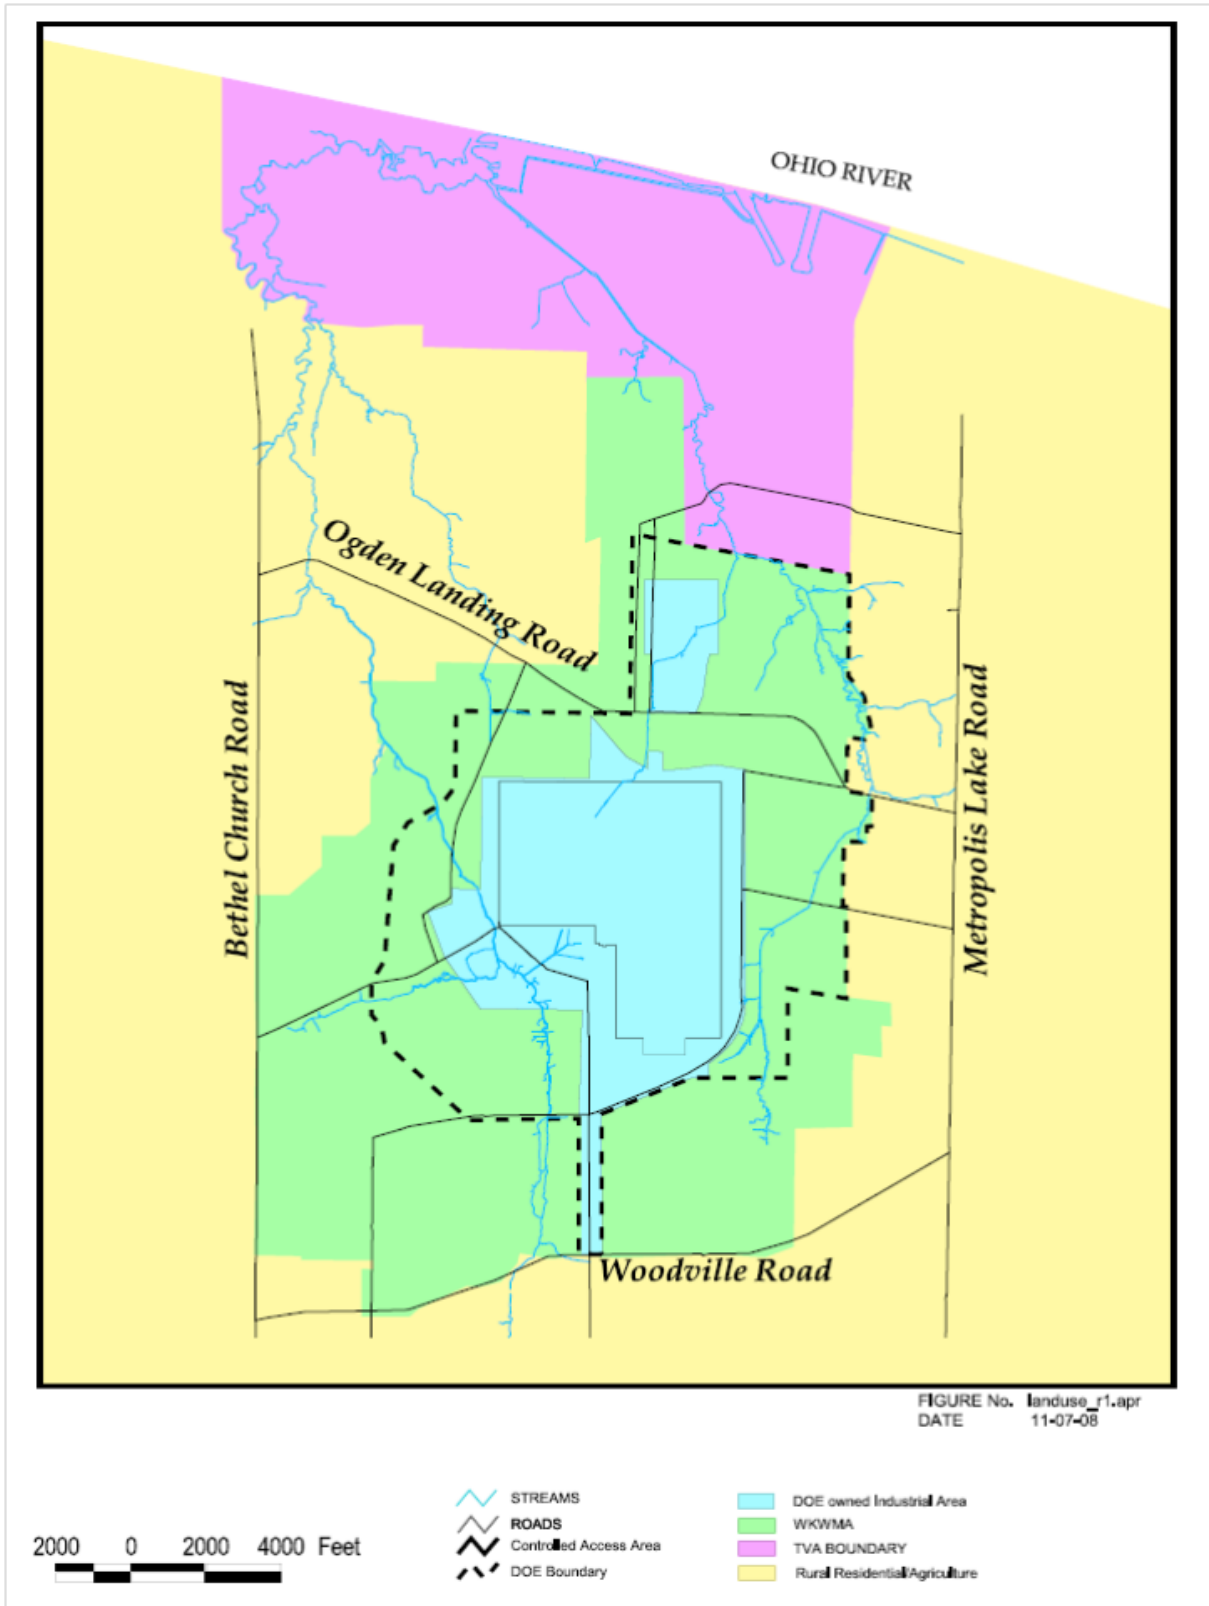 OHIO RIVER
Ogden Landing Road
Bethel Church Road
Metropolis Lake Road
Woodville Road
FIGURE No. landuse_r1.apr
DATE 11-07-08
STREAMS
ROADS
Controlled Access Area
DOE Boundary
DOE owned Industrial Area
WKWMA
TVA BOUNDARY
Rural Residential/Agriculture
2000 0 2000 4000 Feet